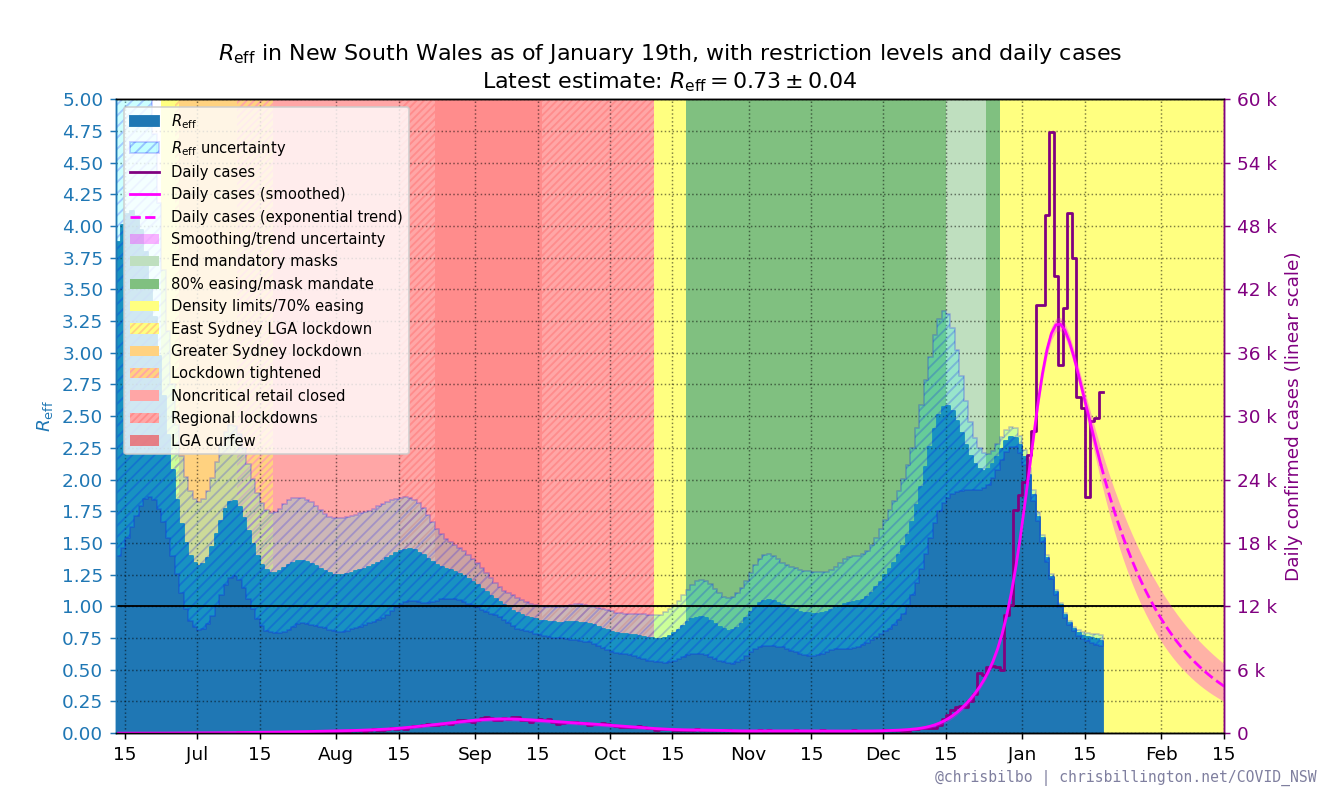 R_eff in New South Wales as of January 19th, with restriction levels and daily cases
Latest estimate: R_eff = 0.73 ± 0.04
5.00
4.75
4.50
4.25
4.00
3.75
3.50
3.25
3.00
2.75
2.50
2.25
2.00
1.75
1.50
1.25
1.00
0.75
0.50
0.25
0.00
R_eff
R_eff
R_eff uncertainty
Daily cases
Daily cases (smoothed)
Daily cases (exponential trend)
Smoothing/trend uncertainty
End mandatory masks
80% easing/mask mandate
Density limits/70% easing
East Sydney LGA lockdown
Greater Sydney lockdown
Lockdown tightened
Noncritical retail closed
Regional lockdowns
LGA curfew
60 k
54 k
48 k
42 k
36 k
30 k
24 k
18 k
12 k
6 k
0
Daily confirmed cases (linear scale)
15 Jul 15 Aug 15 Sep 15 Oct 15 Nov 15 Dec 15 Jan 15 Feb 15
@chrisbilbo | chrisbillington.net/COVID_NSW